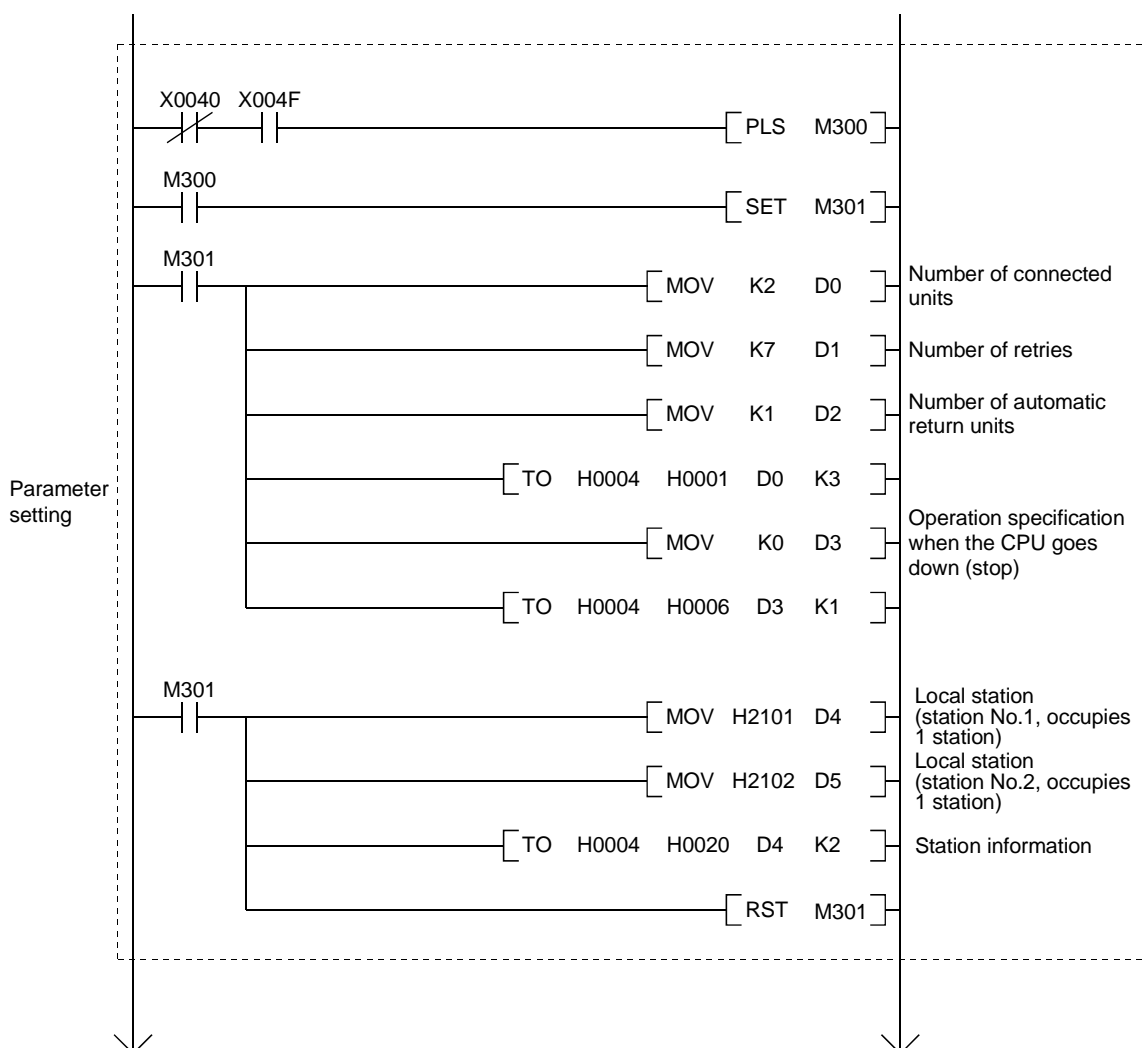 X0040 X004F
PLS M300
M300
SET M301
M301
MOV K2 D0
Number of connected
units
MOV K7 D1
Number of retries
MOV K1 D2
Number of automatic
return units
TO H0004 H0001 D0 K3
Parameter
setting
MOV K0 D3
Operation specification
when the CPU goes
down (stop)
TO H0004 H0006 D3 K1
M301
MOV H2101 D4
Local station
(station No.1, occupies
1 station)
MOV H2102 D5
Local station
(station No.2, occupies
1 station)
TO H0004 H0020 D4 K2
Station information
RST M301